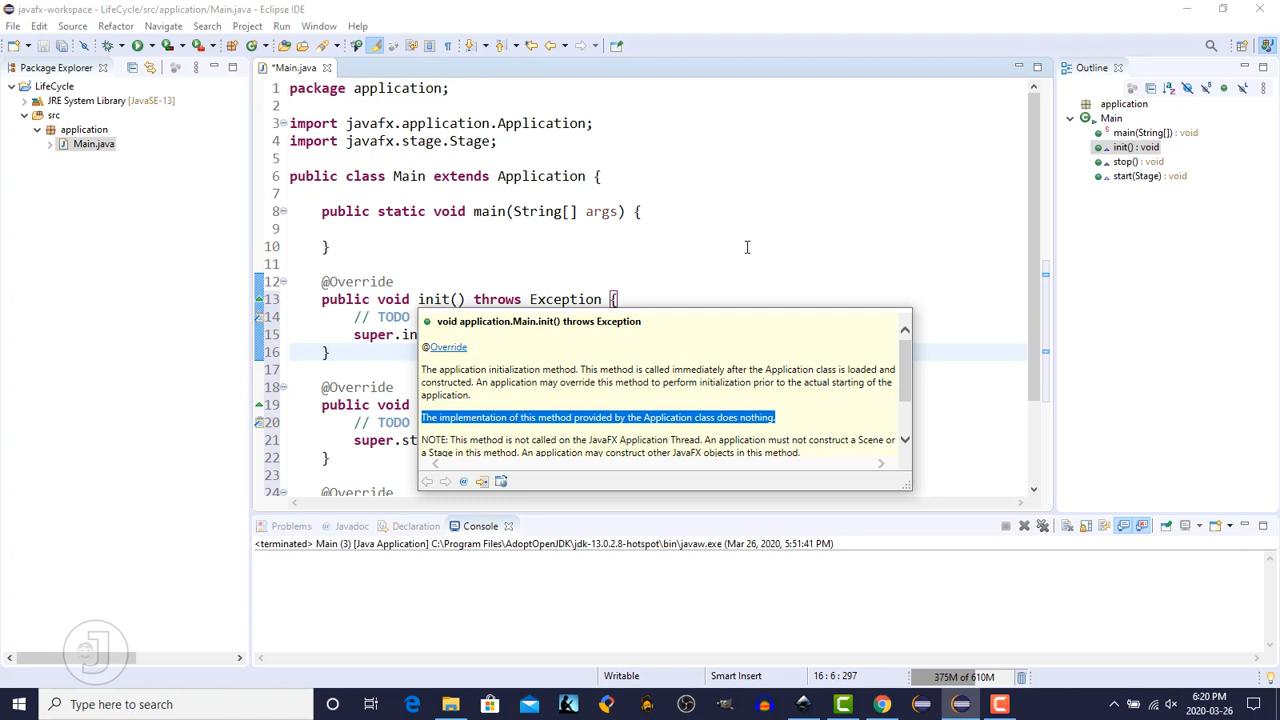 javafx-workspace - LifeCycle/src/application/Main.java - Eclipse IDE
File Edit Source Refactor Navigate Search Project Run Window Help
Package Explorer
LifeCycle
JRE System Library [JavaSE-13]
src
application
Main.java
*Main.java
1 package application;
2
3 import javafx.application.Application;
4 import javafx.stage.Stage;
5
6 public class Main extends Application {
7
8 public static void main(String[] args) {
9
10 }
11
12 @Override
13 public void init() throws Exception {
14 // TODO
15 super.in
16 }
17
18 @Override
19 public void
20 // TODO
21 super.st
22 }
23
24 @Override
void application.Main.init() throws Exception
@Override
The application initialization method. This method is called immediately after the Application class is loaded and
constructed. An application may override this method to perform initialization prior to the actual starting of the
application.
The implementation of this method provided by the Application class does nothing.
NOTE: This method is not called on the JavaFX Application Thread. An application must not construct a Scene or
a Stage in this method. An application may construct other JavaFX objects in this method.
Outline
application
Main
main(String[]) : void
init() : void
stop() : void
start(Stage) : void
Problems Javadoc Declaration Console
<terminated> Main (3) [Java Application] C:\Program Files\AdoptOpenJDK\jdk-13.0.2.8-hotspot\bin\javaw.exe (Mar 26, 2020, 5:51:41 PM)
J
Writable Smart Insert 16 : 6 : 297 375M of 610M
Type here to search
6:20 PM
2020-03-26